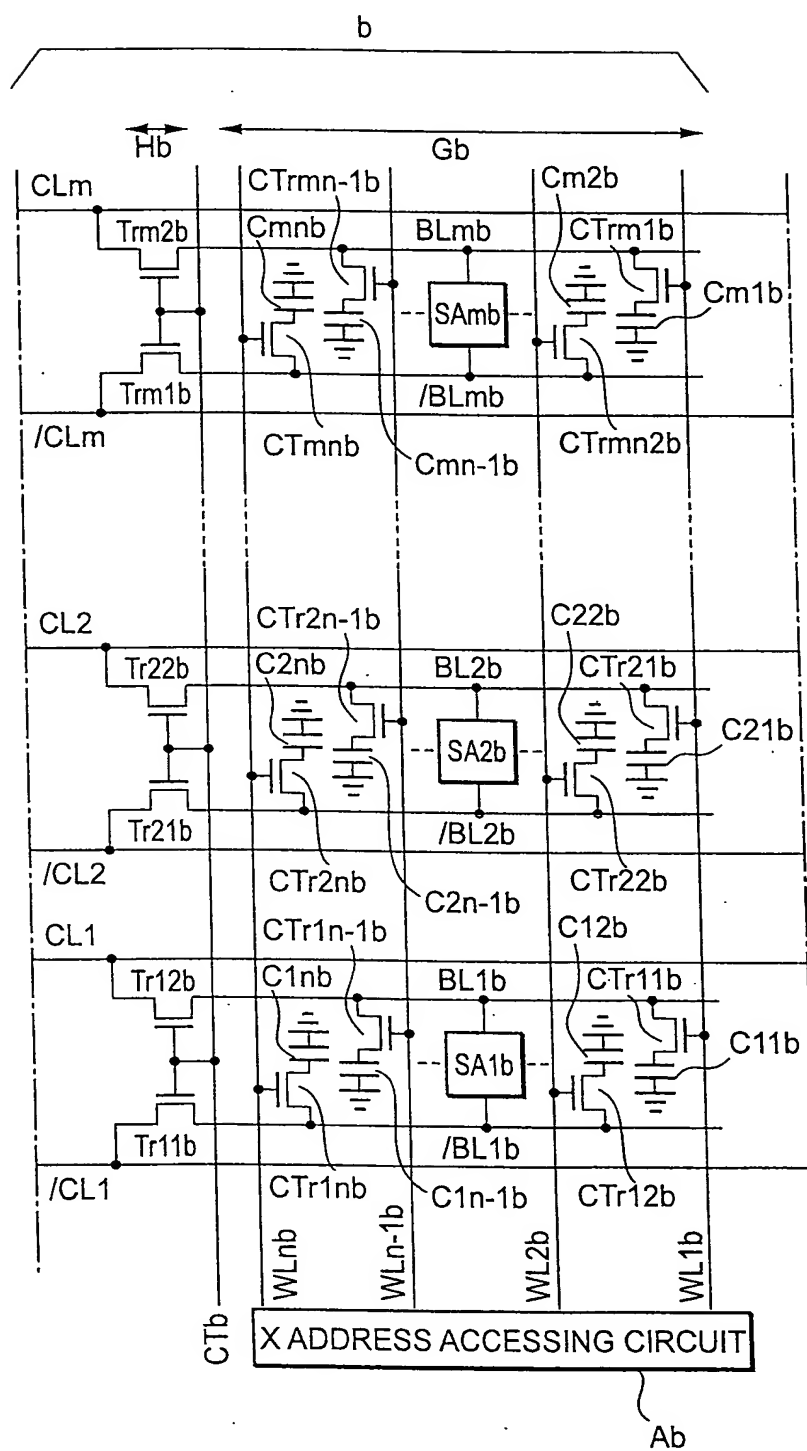 b
Hb
Gb
CLm
CTrmn-1b
Cm2b
Trm2b
Cmnb
BLmb
CTrm1b
SAmb
Cm1b
Trm1b
/BLmb
/CLm
CTmnb
Cmn-1b
CTrmn2b
CL2
CTr2n-1b
C22b
Tr22b
C2nb
BL2b
CTr21b
SA2b
C21b
Tr21b
/BL2b
/CL2
CTr2nb
C2n-1b
CTr22b
CL1
CTr1n-1b
C12b
Tr12b
C1nb
BL1b
CTr11b
SA1b
C11b
Tr11b
/BL1b
/CL1
CTr1nb
C1n-1b
CTr12b
CTb
WLnb
WLn-1b
WL2b
WL1b
X ADDRESS ACCESSING CIRCUIT
Ab